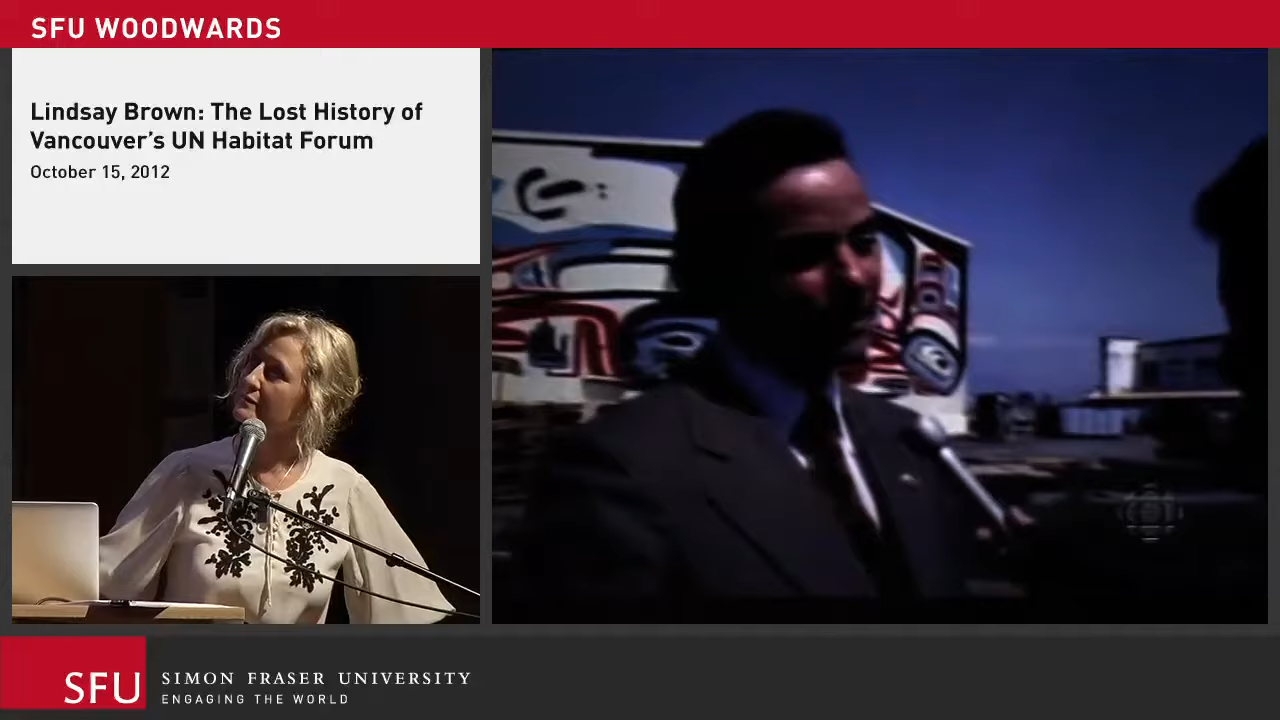 SFU WOODWARDS
Lindsay Brown: The Lost History of
Vancouver's UN Habitat Forum
October 15, 2012
SFU
SIMON FRASER UNIVERSITY
ENGAGING THE WORLD